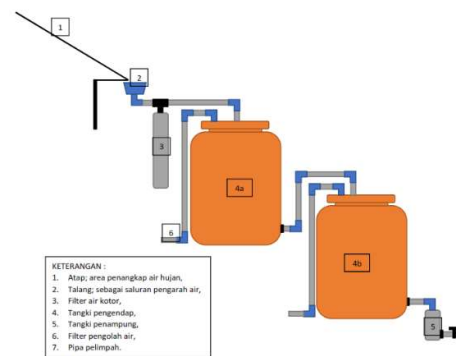 1
2
3
4a
6
4b
5
KETERANGAN :
1. Atap; area penangkap air hujan,
2. Talang; sebagai saluran pengarah air,
3. Filter air kotor,
4. Tangki pengendap,
5. Tangki penampung,
6. Filter pengolah air,
7. Pipa pelimpah.